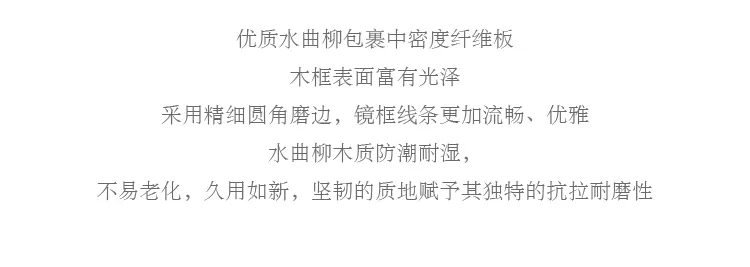 优质水曲柳包裹中密度纤维板
木框表面富有光泽
采用精细圆角磨边，镜框线条更加流畅、优雅
水曲柳木质防潮耐湿，
不易老化，久用如新，坚韧的质地赋予其独特的抗拉耐磨性